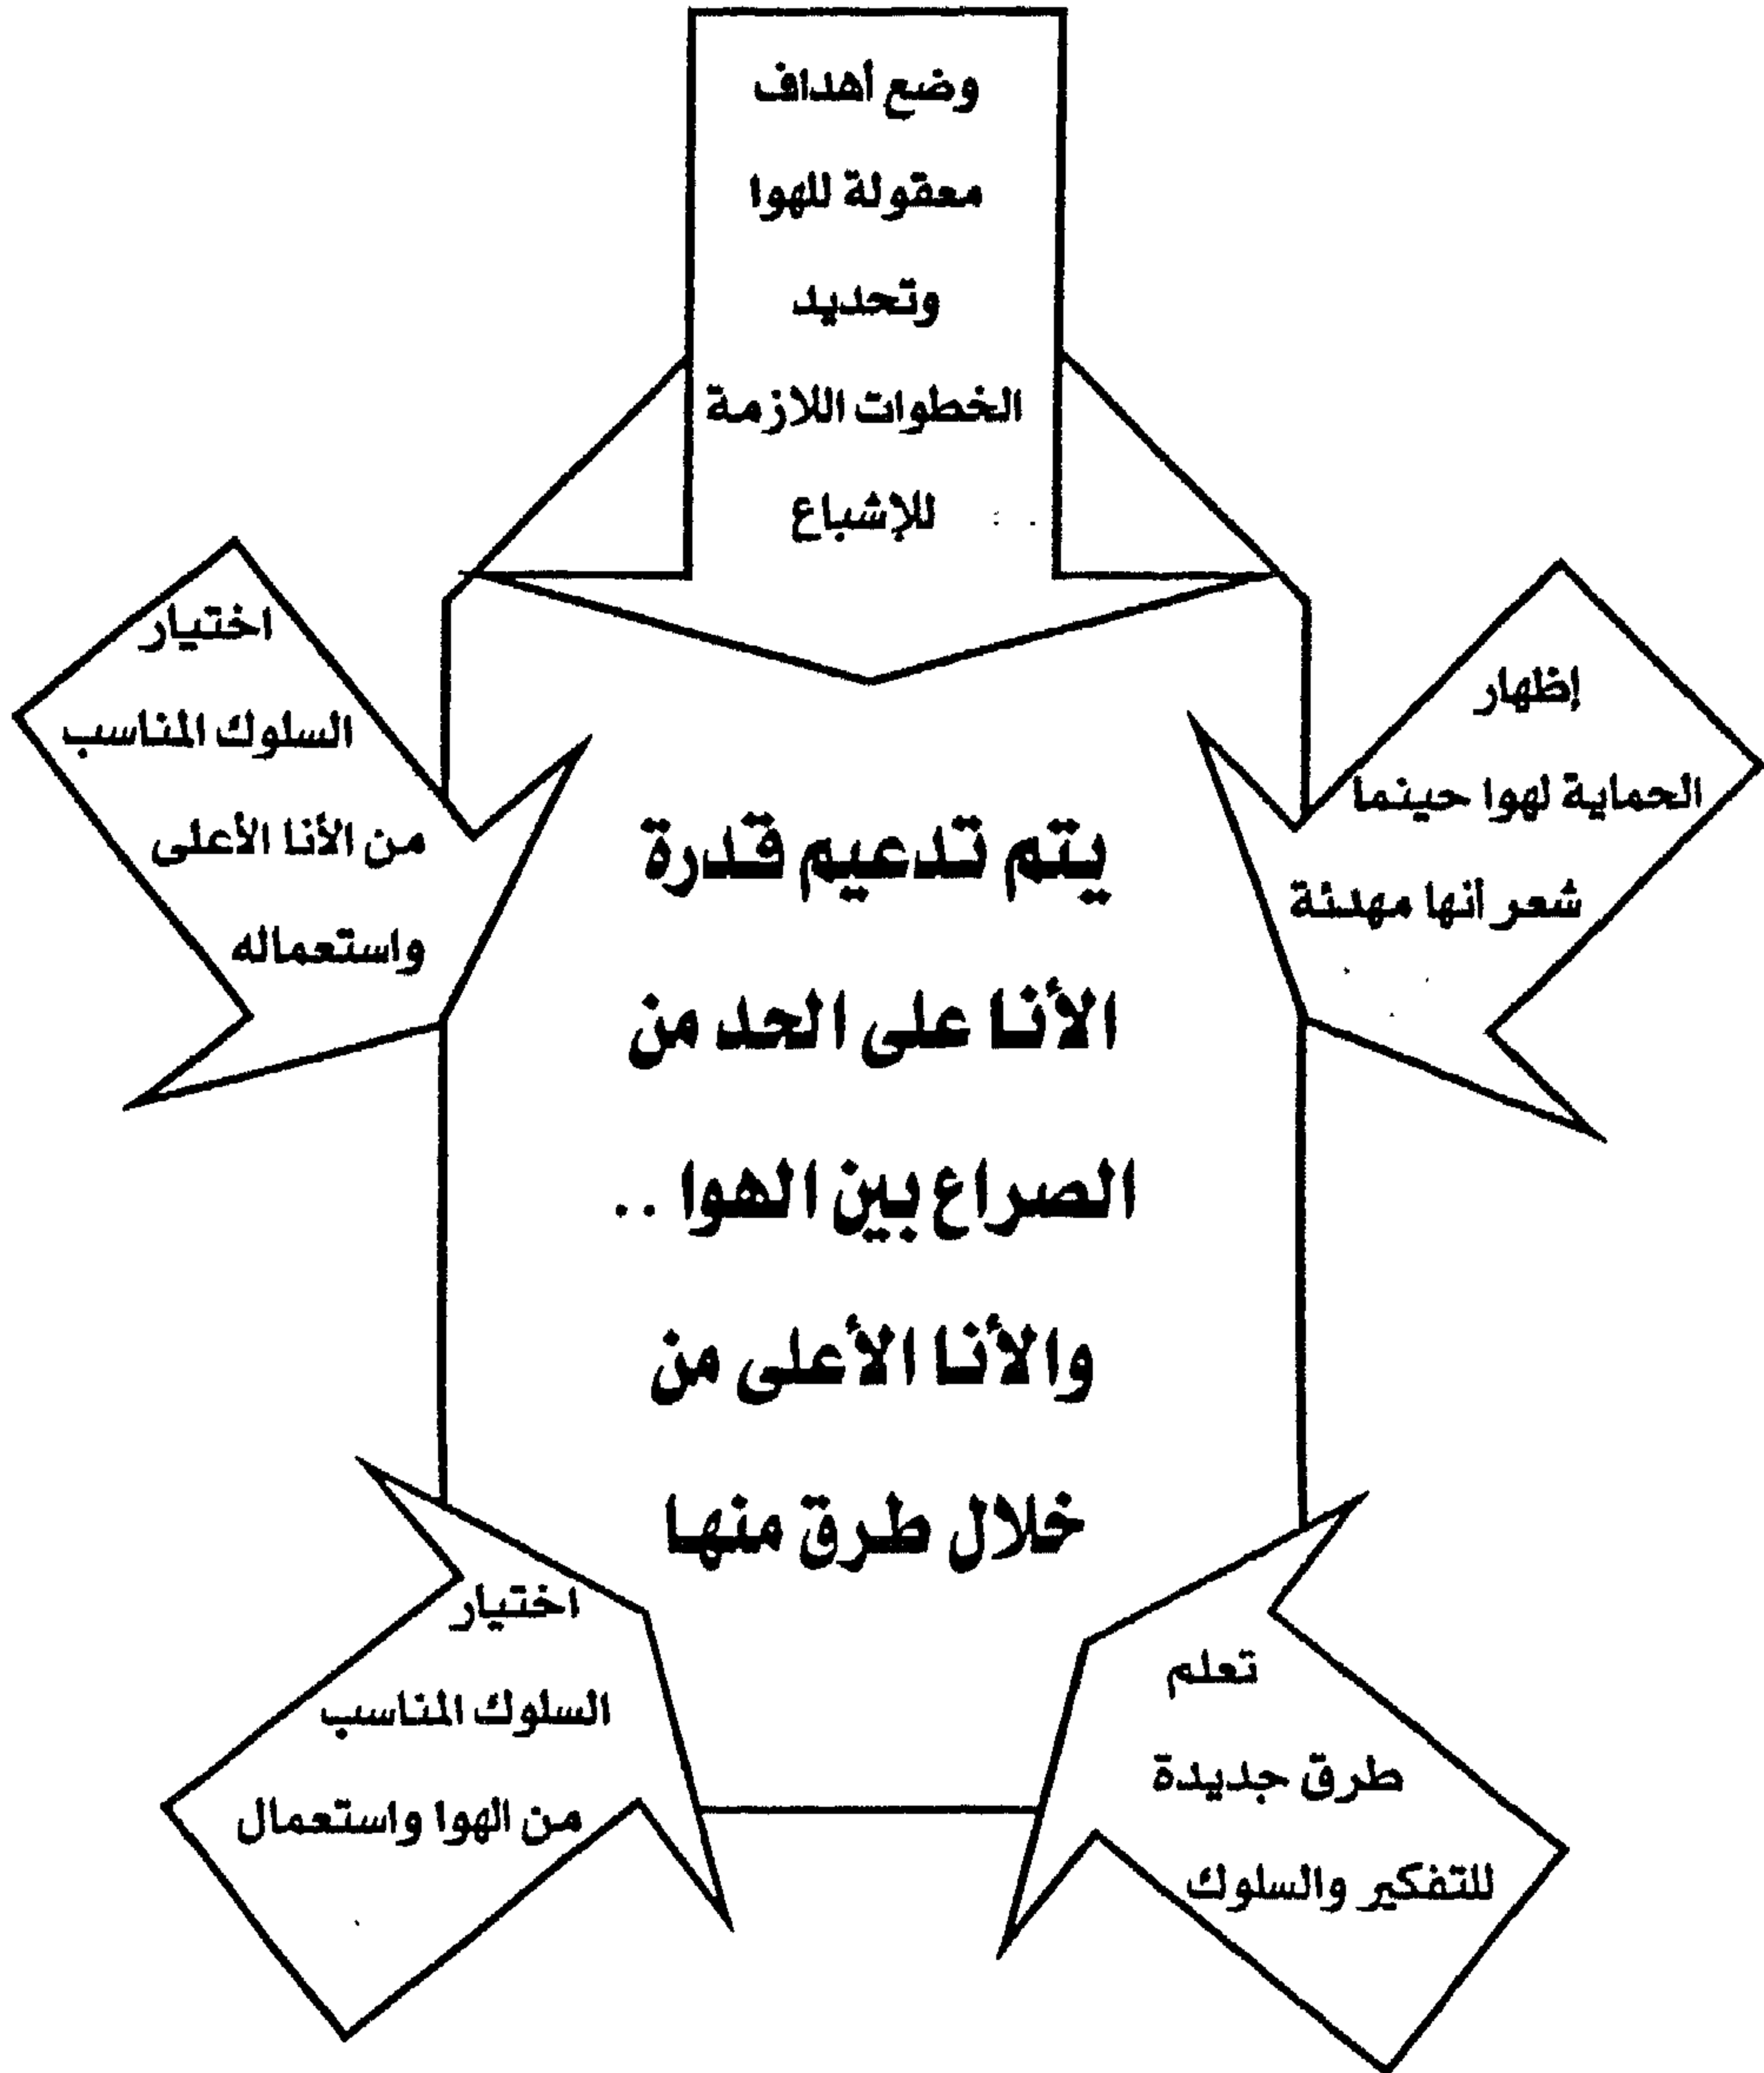 وضع أهداف
معقولة للهوا
وتحديد
الخطوات اللازمة
للإشباع
إظهار
الحماية لهوا حينما
شعر أنها مهدئة
اختيار
السلوك المناسب
من الأنا الأعلى
واستعماله
يتم تدعيم قدرة
الأنا على الحد من
الصراع بين الهوا ..
والأنا الأعلى من
خلال طرق منها
تعلم
طرق جديدة
للتفكير والسلوك
اختيار
السلوك المناسب
من الهوا واستعمال